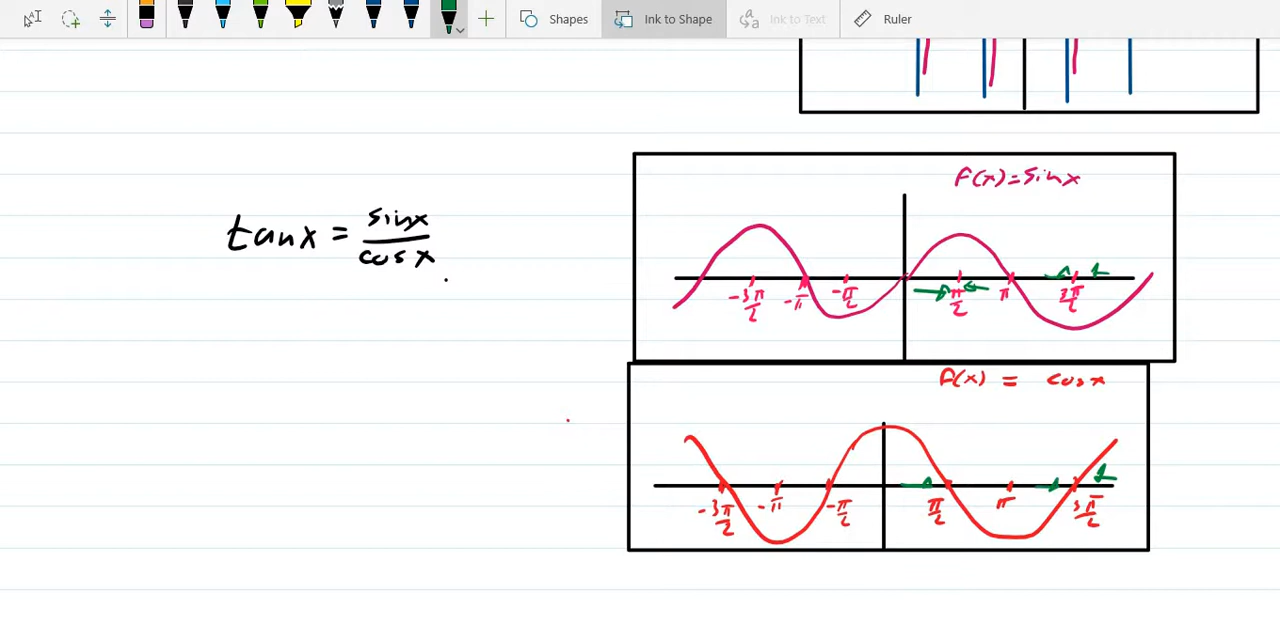 Shapes
Ink to Shape
Ink to Text
Ruler
f(x)=sinx
tanx = sinx/cosx
-3π/2 -π -π/2 π/2 π 3π/2
f(x) = cosx
-3π/2 -π -π/2 π/2 π 3π/2